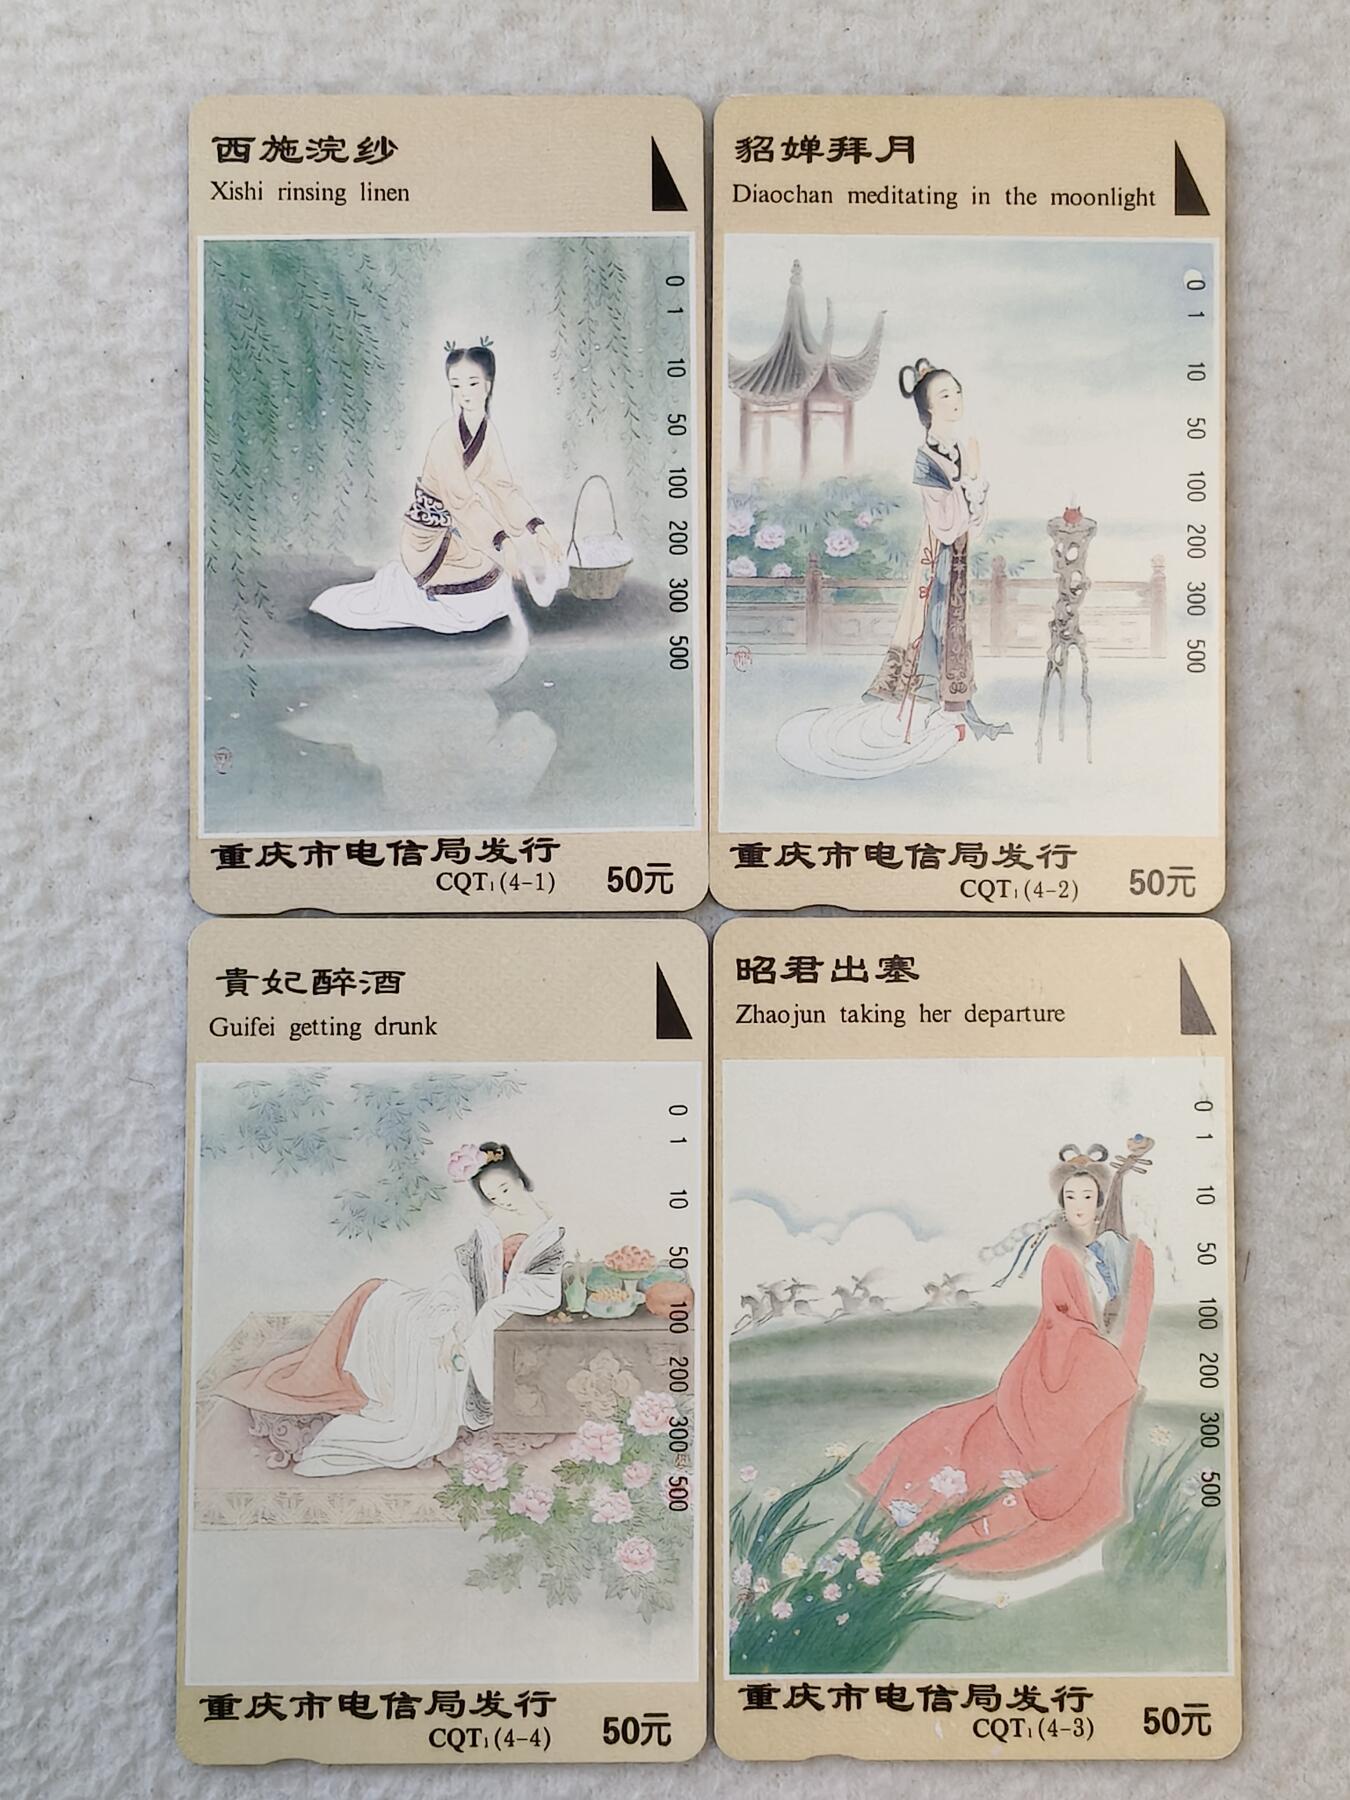 西施浣纱
Xishi rinsing linen
0
1
10
50
100
200
300
500
重庆市电信局发行
CQT₁(4-1)
50元
貂婵拜月
Diaochan meditating in the moonlight
0
1
10
50
100
200
300
500
重庆市电信局发行
CQT₁(4-2)
50元
貴妃醉酒
Guifei getting drunk
0
1
10
50
100
200
300
500
重庆市电信局发行
CQT₁(4-4)
50元
昭君出塞
Zhaojun taking her departure
0
1
10
50
100
200
300
500
重庆市电信局发行
CQT₁(4-3)
50元